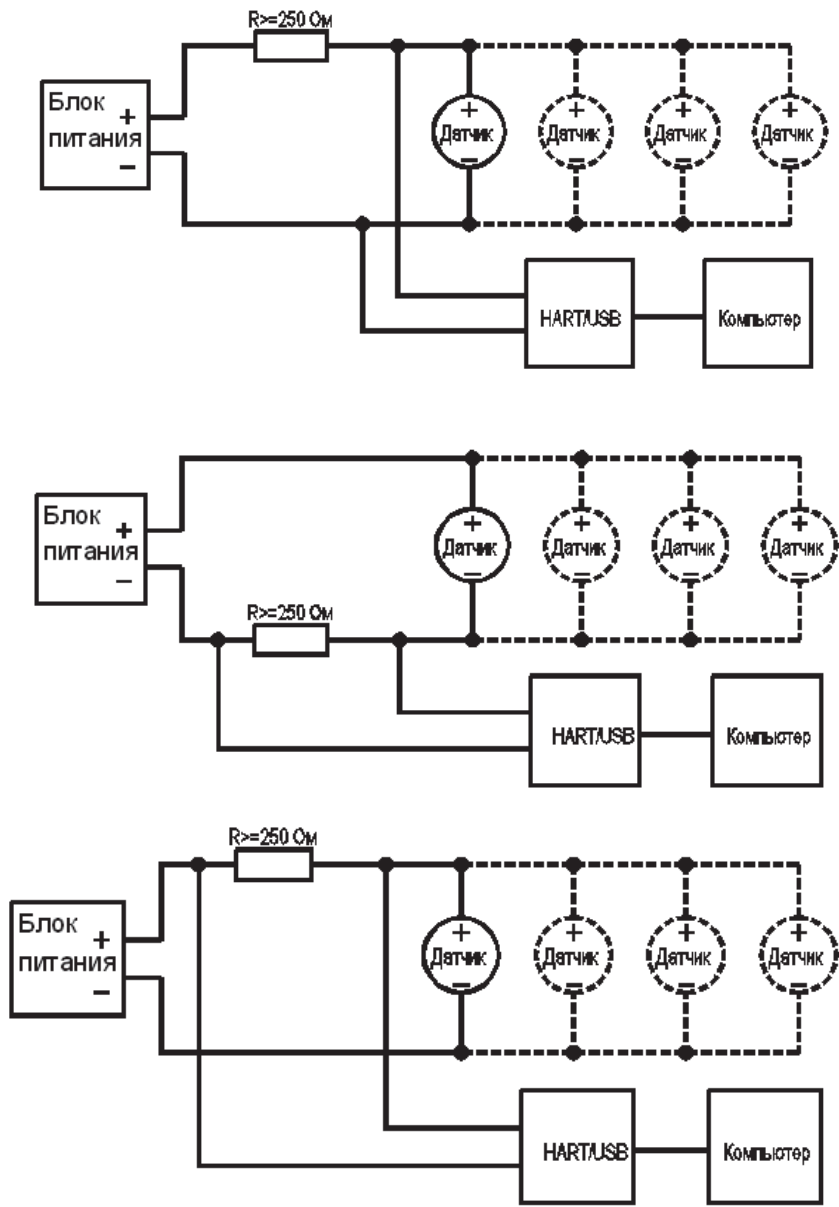 R>=250 Ом
Блок
питания
+
−
+
Датчик
−
+
Датчик
−
+
Датчик
−
+
Датчик
−
HART/USB
Компьютер
Блок
питания
+
−
R>=250 Ом
+
Датчик
−
+
Датчик
−
+
Датчик
−
+
Датчик
−
HART/USB
Компьютер
R>=250 Ом
Блок
питания
+
−
+
Датчик
−
+
Датчик
−
+
Датчик
−
+
Датчик
−
HART/USB
Компьютер